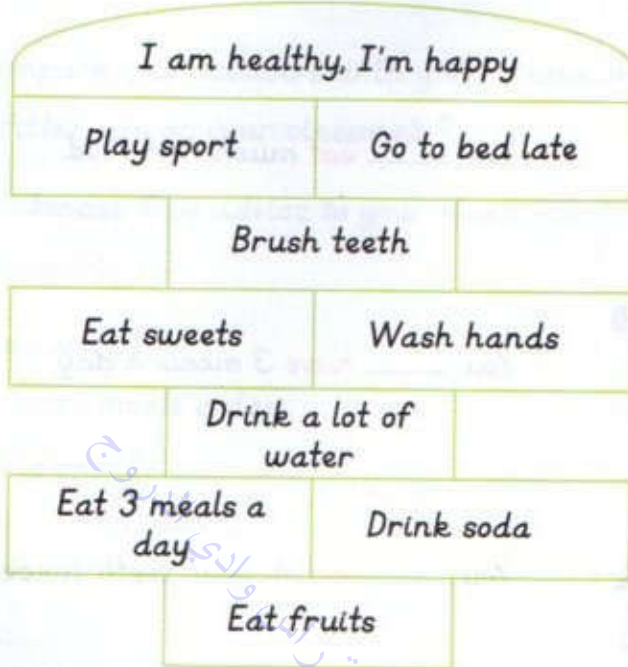 I am healthy, I'm happy
Play sport
Go to bed late
Brush teeth
Eat sweets
Wash hands
Drink a lot of
water
Eat 3 meals a
day
Drink soda
Eat fruits